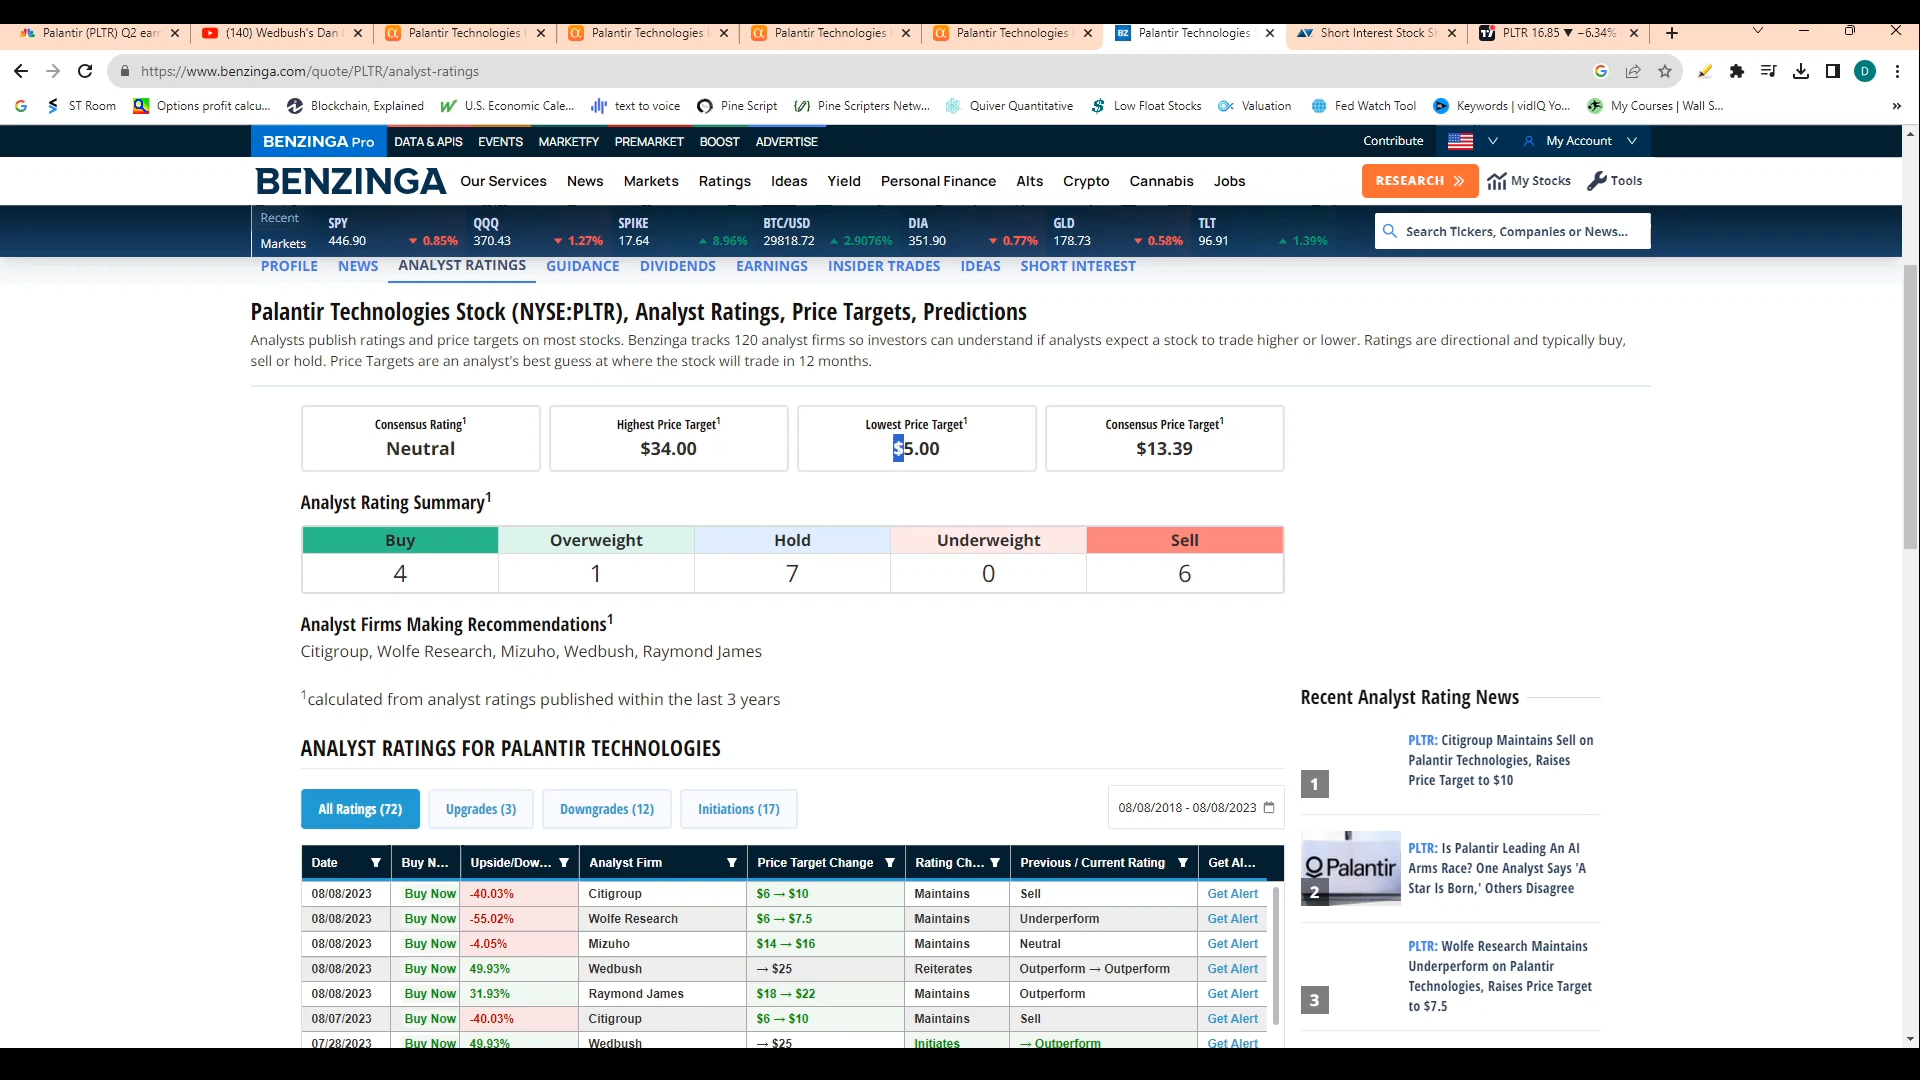 Palantir (PLTR) Q2 ear
(140) Wedbush's Dan
Palantir Technologies
Palantir Technologies
Palantir Technologies
Palantir Technologies
BZ Palantir Technologies
Short Interest Stock S
PLTR 16.85 ▼ −6.34%
https://www.benzinga.com/quote/PLTR/analyst-ratings
D
ST Room
Options profit calcu...
Blockchain, Explained
U.S. Economic Cale...
text to voice
Pine Script
Pine Scripters Netw...
Quiver Quantitative
Low Float Stocks
Valuation
Fed Watch Tool
Keywords | vidIQ Yo...
My Courses | Wall S...
»
BENZINGA Pro DATA & APIS EVENTS MARKETFY PREMARKET BOOST ADVERTISE Contribute My Account
BENZINGA Our Services News Markets Ratings Ideas Yield Personal Finance Alts Crypto Cannabis Jobs RESEARCH » My Stocks Tools
Recent
Markets
SPY
446.90 ▼ 0.85%
QQQ
370.43 ▼ 1.27%
SPIKE
17.64 ▲ 8.96%
BTC/USD
29818.72 ▲ 2.9076%
DIA
351.90 ▼ 0.77%
GLD
178.73 ▼ 0.58%
TLT
96.91 ▲ 1.39%
Search Tickers, Companies or News...
PROFILE NEWS ANALYST RATINGS GUIDANCE DIVIDENDS EARNINGS INSIDER TRADES IDEAS SHORT INTEREST
Palantir Technologies Stock (NYSE:PLTR), Analyst Ratings, Price Targets, Predictions
Analysts publish ratings and price targets on most stocks. Benzinga tracks 120 analyst firms so investors can understand if analysts expect a stock to trade higher or lower. Ratings are directional and typically buy,
sell or hold. Price Targets are an analyst's best guess at where the stock will trade in 12 months.
Consensus Rating1
Neutral
Highest Price Target1
$34.00
Lowest Price Target1
$5.00
Consensus Price Target1
$13.39
Analyst Rating Summary1
Buy Overweight Hold Underweight Sell
4 1 7 0 6
Analyst Firms Making Recommendations1
Citigroup, Wolfe Research, Mizuho, Wedbush, Raymond James
1calculated from analyst ratings published within the last 3 years
ANALYST RATINGS FOR PALANTIR TECHNOLOGIES
All Ratings (72) Upgrades (3) Downgrades (12) Initiations (17) 08/08/2018 - 08/08/2023
Date Buy N... Upside/Dow... Analyst Firm Price Target Change Rating Ch... Previous / Current Rating Get Al...
08/08/2023 Buy Now -40.03% Citigroup $6 → $10 Maintains Sell Get Alert
08/08/2023 Buy Now -55.02% Wolfe Research $6 → $7.5 Maintains Underperform Get Alert
08/08/2023 Buy Now -4.05% Mizuho $14 → $16 Maintains Neutral Get Alert
08/08/2023 Buy Now 49.93% Wedbush → $25 Reiterates Outperform → Outperform Get Alert
08/08/2023 Buy Now 31.93% Raymond James $18 → $22 Maintains Outperform Get Alert
08/07/2023 Buy Now -40.03% Citigroup $6 → $10 Maintains Sell Get Alert
07/28/2023 Buy Now 49.93% Wedbush → $25 Initiates → Outperform Get Alert
Recent Analyst Rating News
1
PLTR: Citigroup Maintains Sell on
Palantir Technologies, Raises
Price Target to $10
Palantir
2
PLTR: Is Palantir Leading An AI
Arms Race? One Analyst Says 'A
Star Is Born,' Others Disagree
3
PLTR: Wolfe Research Maintains
Underperform on Palantir
Technologies, Raises Price Target
to $7.5